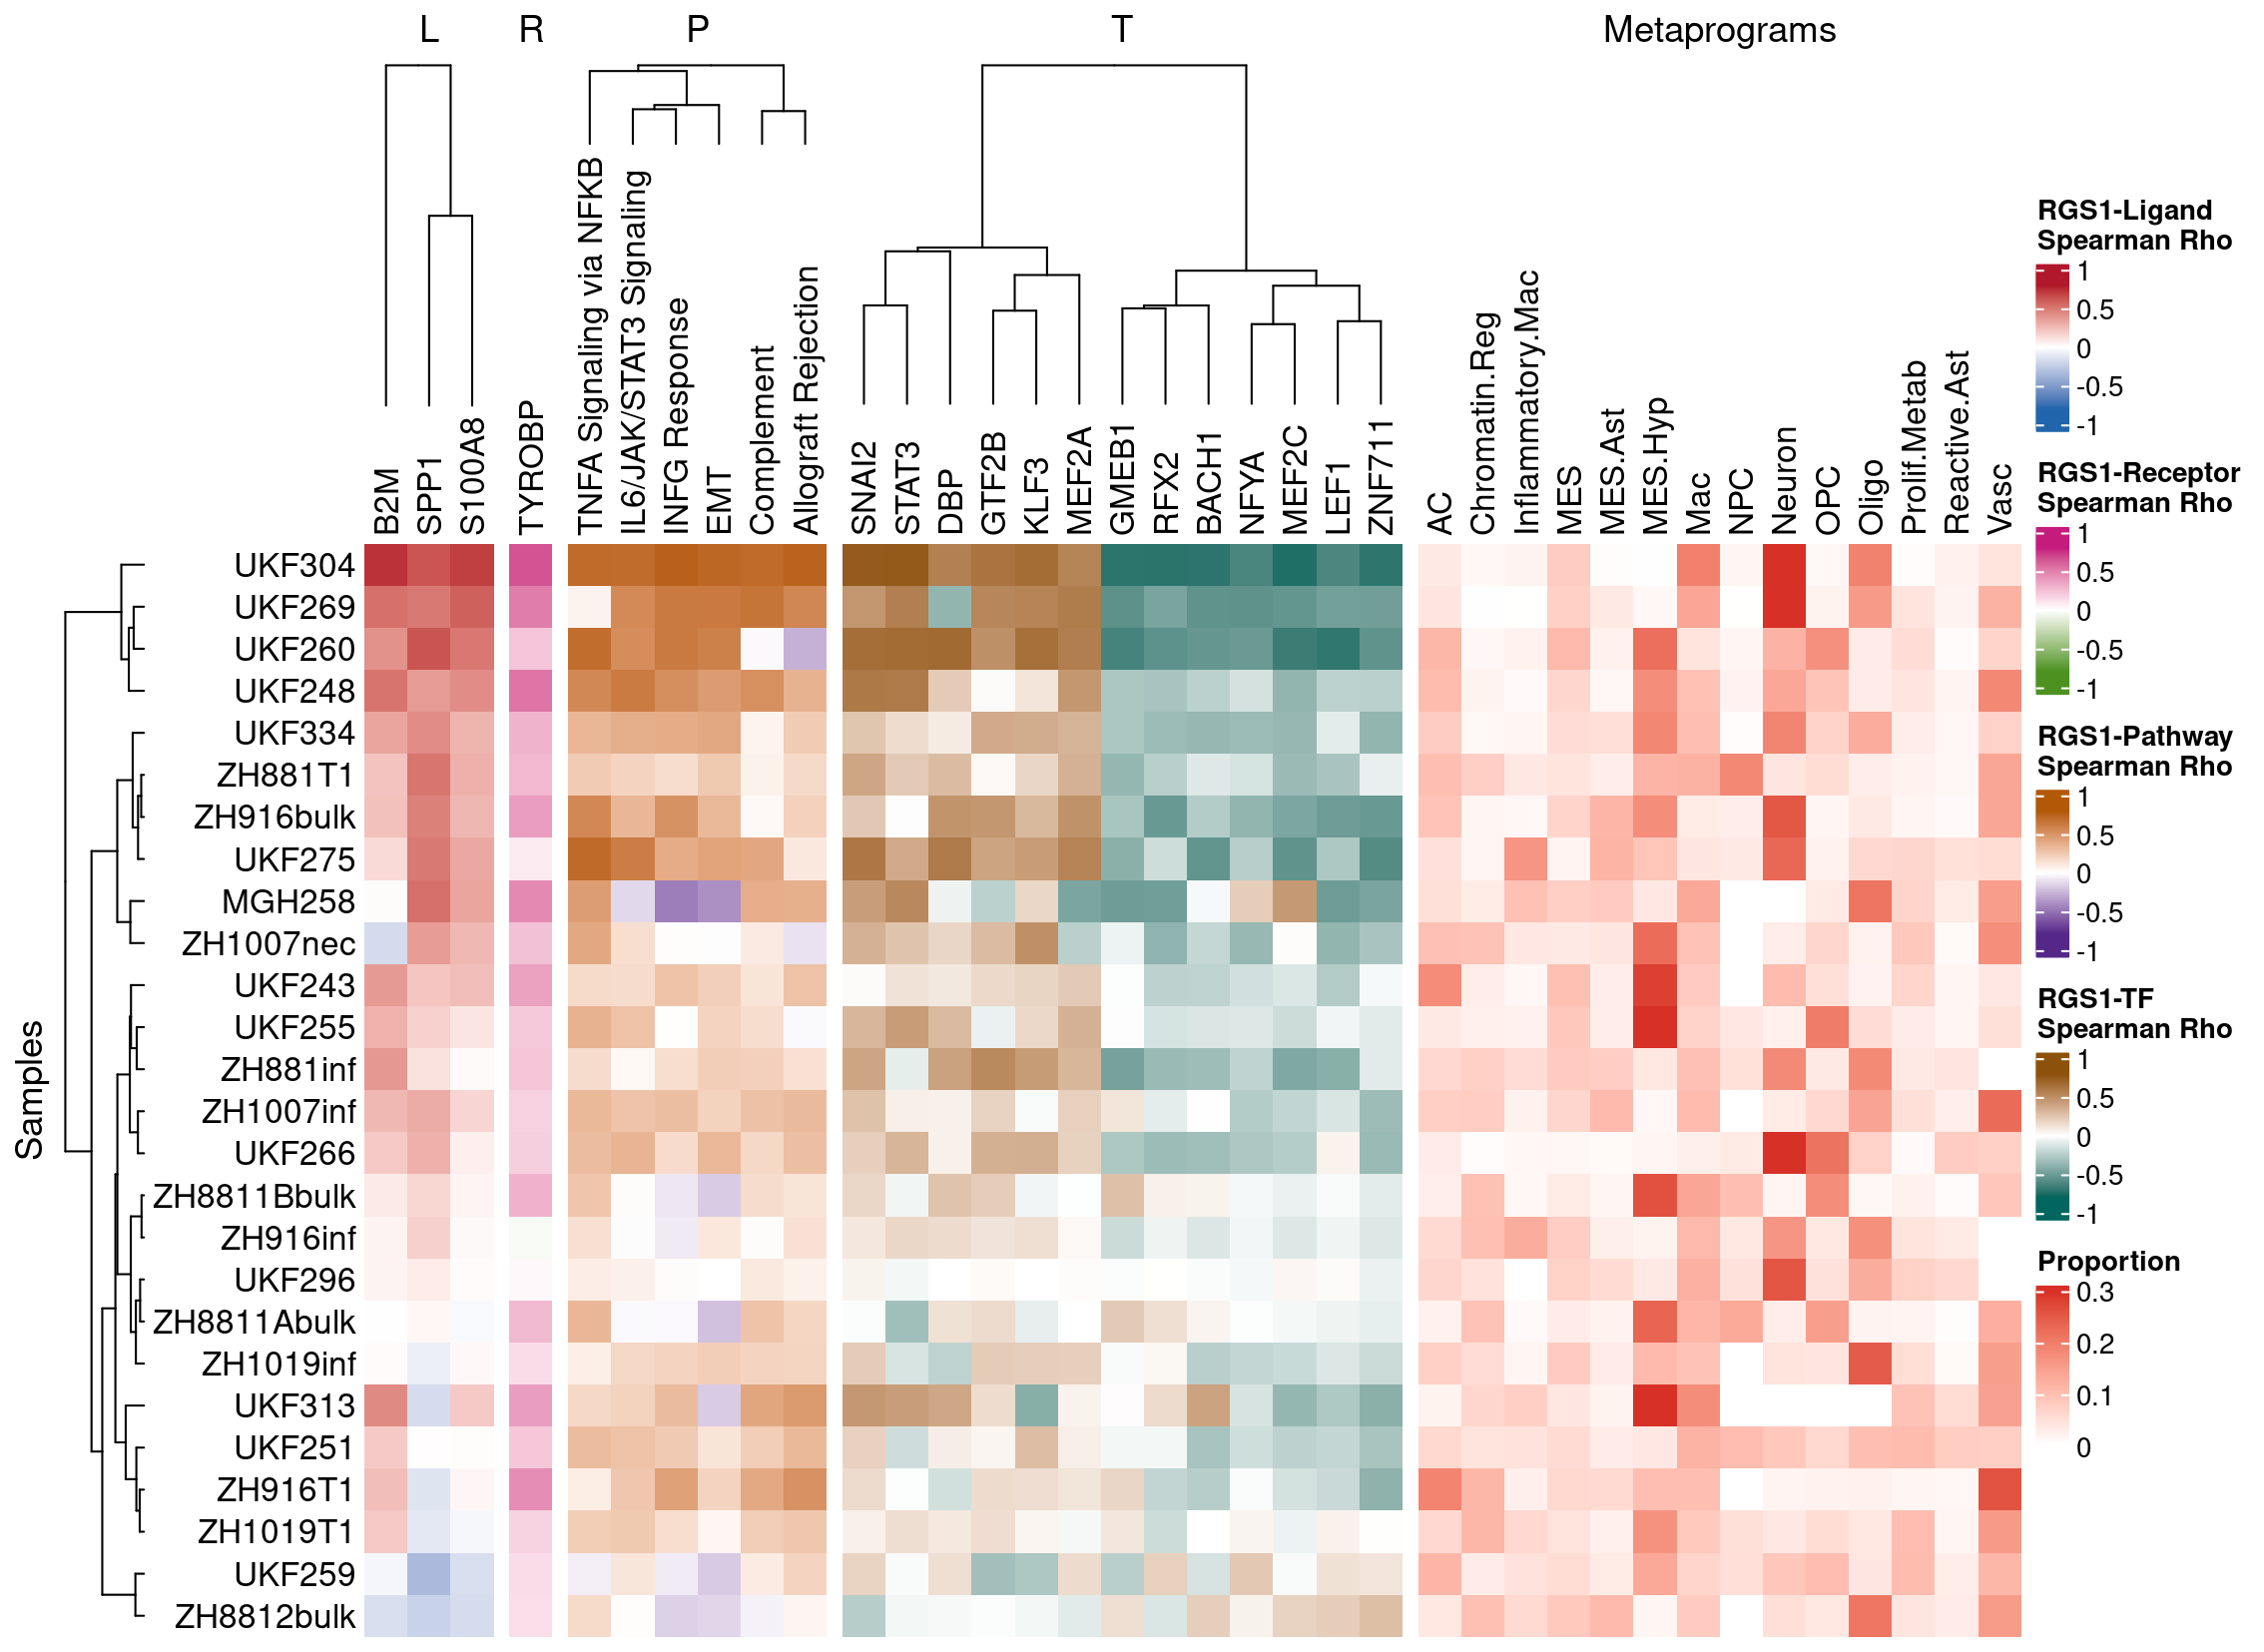 L R P T Metaprograms
B2M
SPP1
S100A8
TYROBP
TNFA Signaling via NFKB
IL6/JAK/STAT3 Signaling
INFG Response
EMT
Complement
Allograft Rejection
SNAI2
STAT3
DBP
GTF2B
KLF3
MEF2A
GMEB1
RFX2
BACH1
NFYA
MEF2C
LEF1
ZNF711
AC
Chromatin.Reg
Inflammatory.Mac
MES
MES.Ast
MES.Hyp
Mac
NPC
Neuron
OPC
Oligo
Prolif.Metab
Reactive.Ast
Vasc
Samples
UKF304
UKF269
UKF260
UKF248
UKF334
ZH881T1
ZH916bulk
UKF275
MGH258
ZH1007nec
UKF243
UKF255
ZH881inf
ZH1007inf
UKF266
ZH8811Bbulk
ZH916inf
UKF296
ZH8811Abulk
ZH1019inf
UKF313
UKF251
ZH916T1
ZH1019T1
UKF259
ZH8812bulk
RGS1-Ligand
Spearman Rho
1
0.5
0
-0.5
-1
RGS1-Receptor
Spearman Rho
1
0.5
0
-0.5
-1
RGS1-Pathway
Spearman Rho
1
0.5
0
-0.5
-1
RGS1-TF
Spearman Rho
1
0.5
0
-0.5
-1
Proportion
0.3
0.2
0.1
0